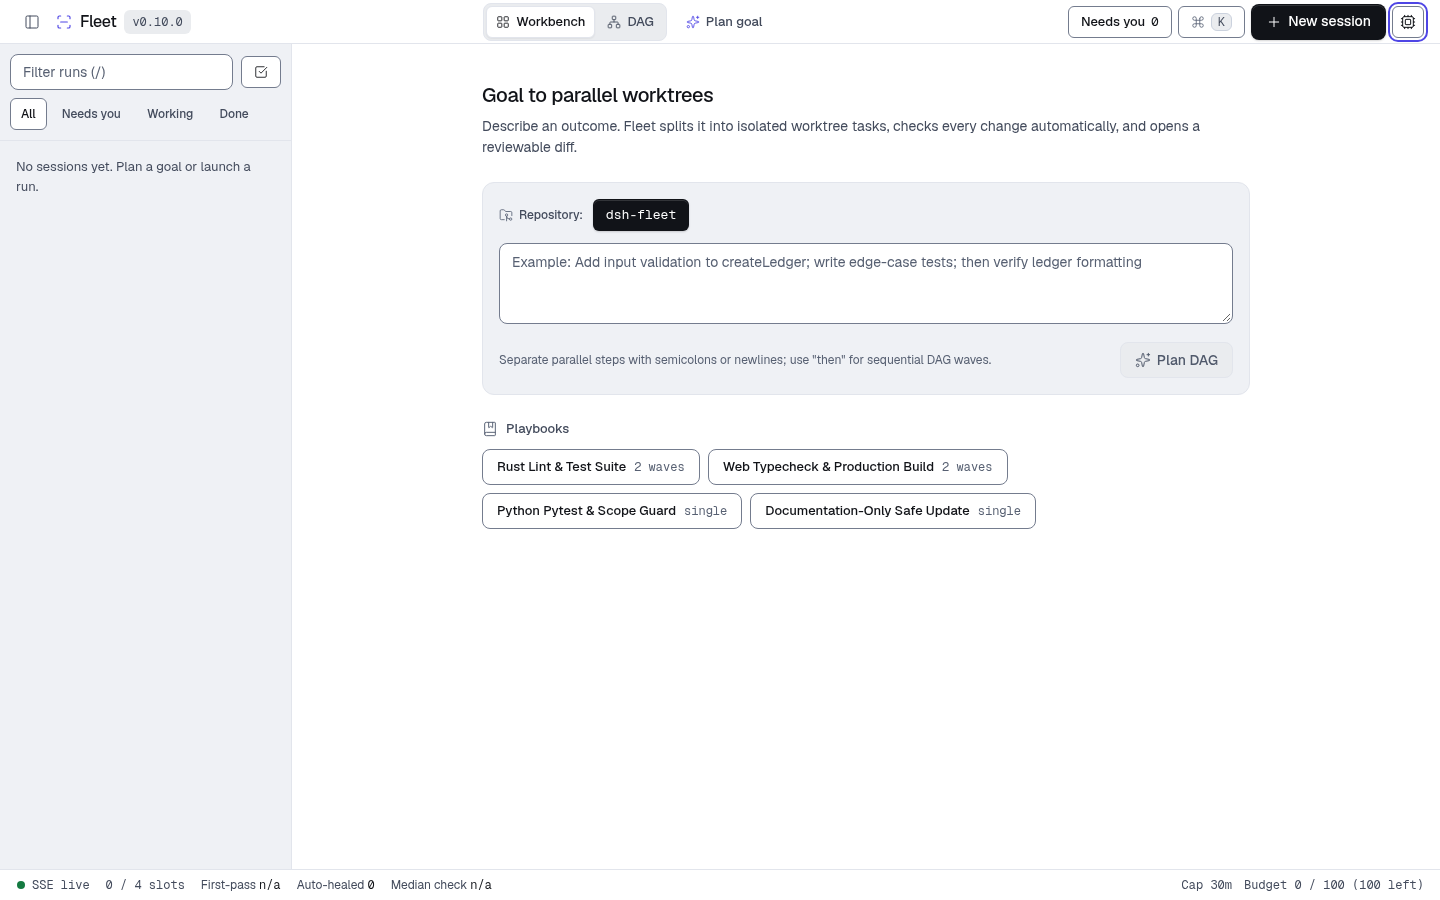 Fleet v0.10.0
Workbench DAG Plan goal
Needs you 0 ⌘ K + New session
Filter runs (/)
All Needs you Working Done
No sessions yet. Plan a goal or launch a
run.
Goal to parallel worktrees
Describe an outcome. Fleet splits it into isolated worktree tasks, checks every change automatically, and opens a
reviewable diff.
Repository: dsh-fleet
Example: Add input validation to createLedger; write edge-case tests; then verify ledger formatting
Separate parallel steps with semicolons or newlines; use "then" for sequential DAG waves.
Plan DAG
Playbooks
Rust Lint & Test Suite 2 waves Web Typecheck & Production Build 2 waves
Python Pytest & Scope Guard single Documentation-Only Safe Update single
SSE live 0 / 4 slots First-pass n/a Auto-healed 0 Median check n/a Cap 30m Budget 0 / 100 (100 left)